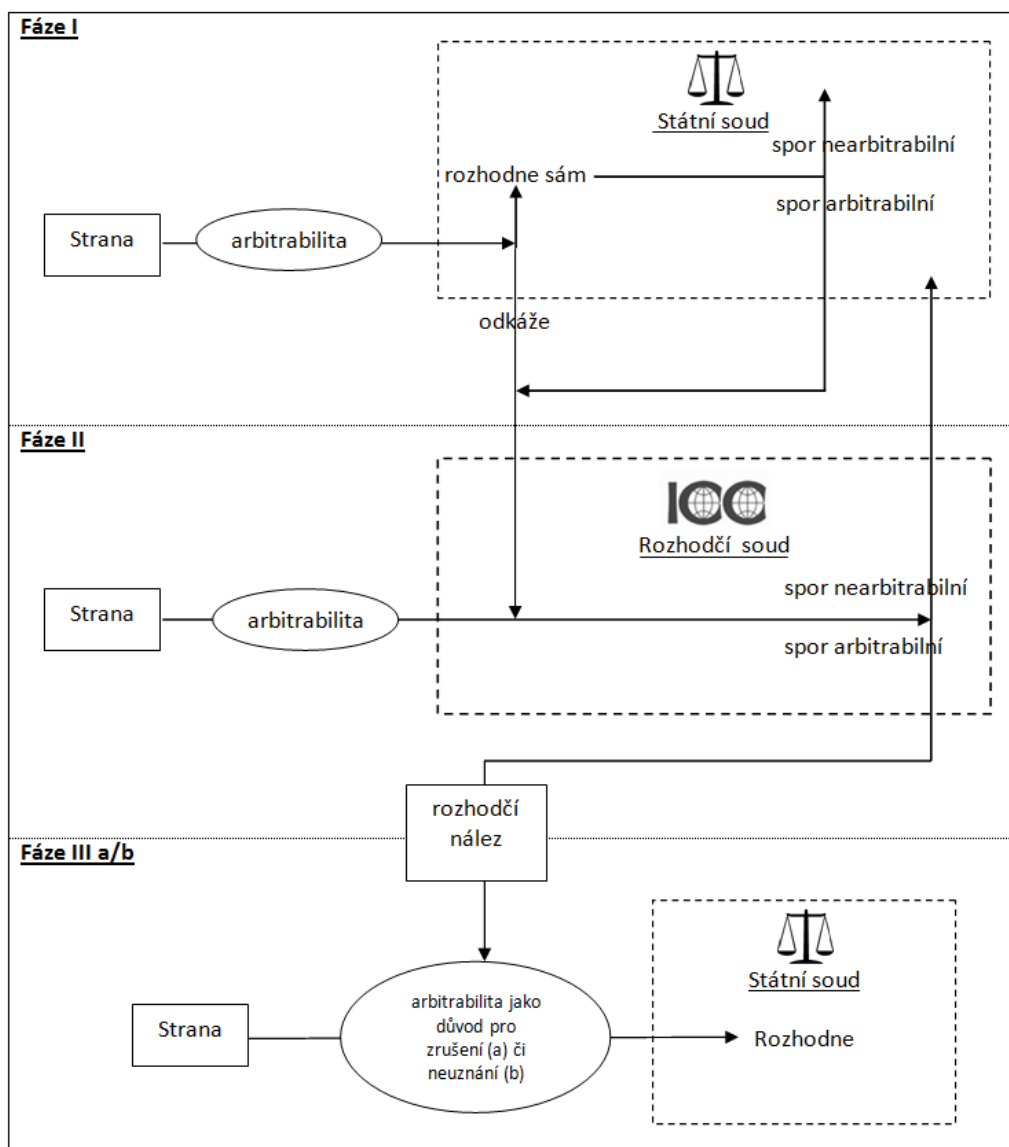 Fáze I
Státní soud
spor nearbitrabilní
rozhodne sám
spor arbitrabilní
Strana
arbitrabilita
odkáže
Fáze II
ICC
Rozhodčí soud
spor nearbitrabilní
Strana
arbitrabilita
spor arbitrabilní
rozhodčí
nález
Fáze III a/b
Státní soud
arbitrabilita jako
důvod pro
zrušení (a) či
neuznání (b)
Strana
Rozhodne